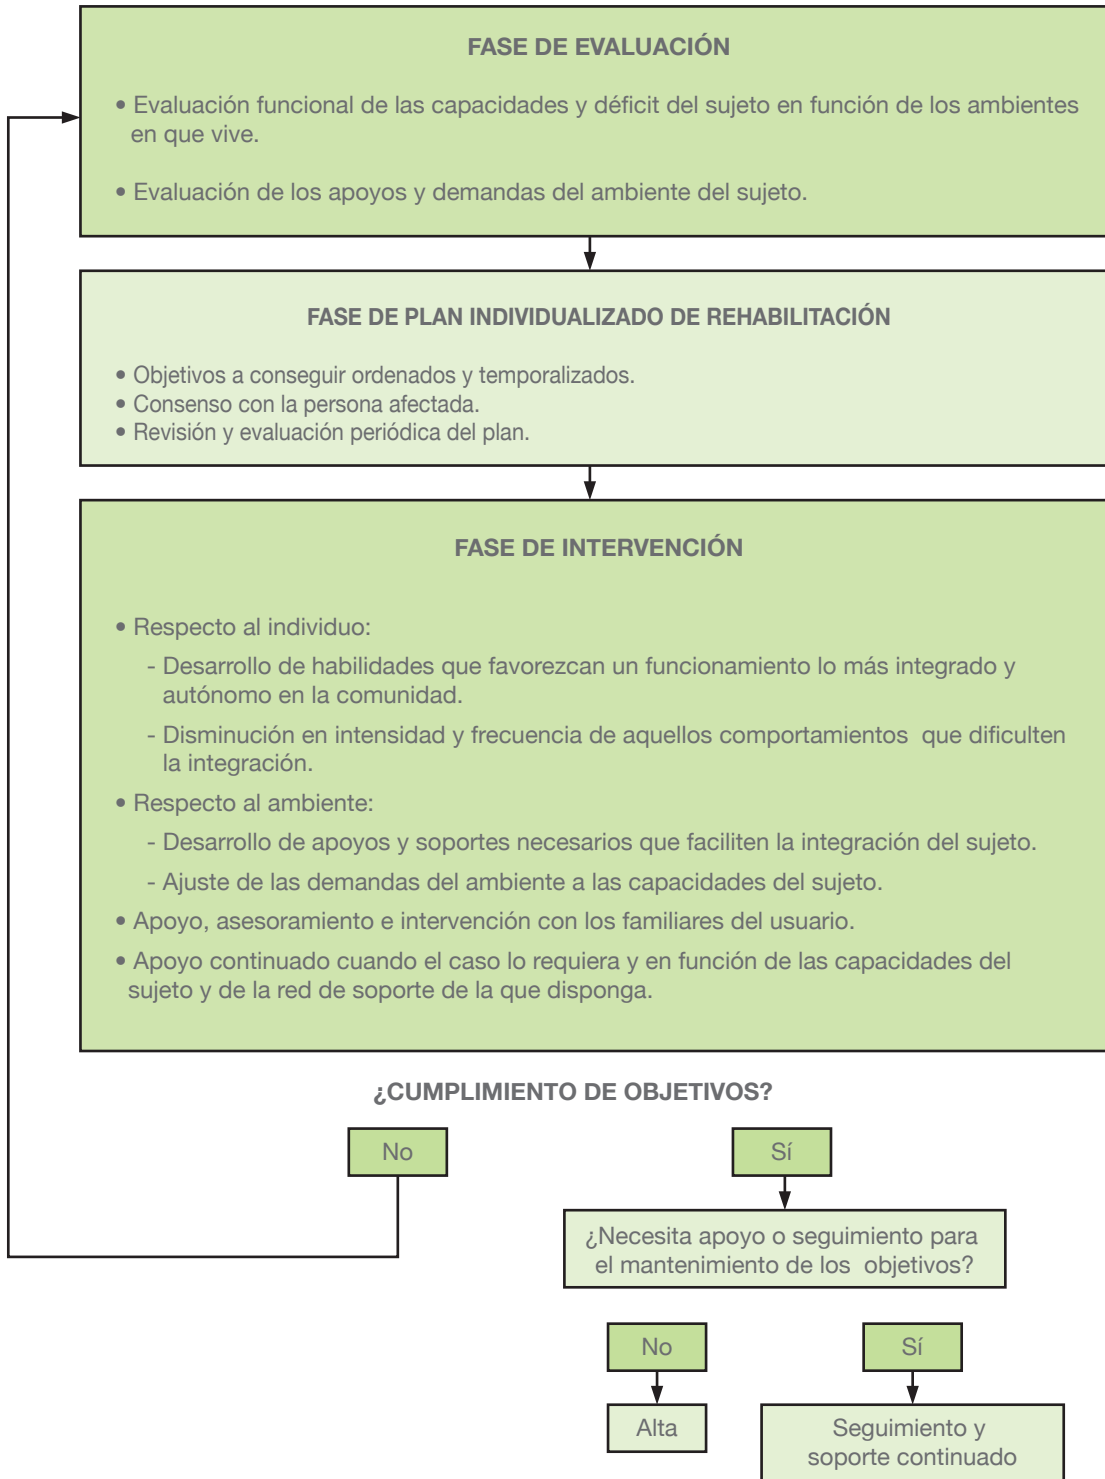 FASE DE EVALUACIÓN
• Evaluación funcional de las capacidades y déficit del sujeto en función de los ambientes
en que vive.
• Evaluación de los apoyos y demandas del ambiente del sujeto.
FASE DE PLAN INDIVIDUALIZADO DE REHABILITACIÓN
• Objetivos a conseguir ordenados y temporalizados.
• Consenso con la persona afectada.
• Revisión y evaluación periódica del plan.
FASE DE INTERVENCIÓN
• Respecto al individuo:
- Desarrollo de habilidades que favorezcan un funcionamiento lo más integrado y
autónomo en la comunidad.
- Disminución en intensidad y frecuencia de aquellos comportamientos que dificulten
la integración.
• Respecto al ambiente:
- Desarrollo de apoyos y soportes necesarios que faciliten la integración del sujeto.
- Ajuste de las demandas del ambiente a las capacidades del sujeto.
• Apoyo, asesoramiento e intervención con los familiares del usuario.
• Apoyo continuado cuando el caso lo requiera y en función de las capacidades del
sujeto y de la red de soporte de la que disponga.
¿CUMPLIMIENTO DE OBJETIVOS?
No
Sí
¿Necesita apoyo o seguimiento para
el mantenimiento de los objetivos?
No
Sí
Alta
Seguimiento y
soporte continuado